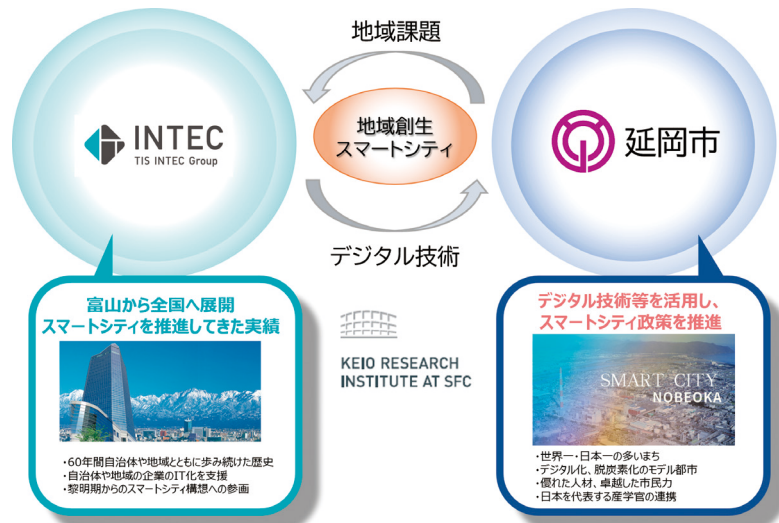 地域課題
INTEC
TIS INTEC Group
地域創生
スマートシティ
延岡市
デジタル技術
富山から全国へ展開
スマートシティを推進してきた実績
・60年間自治体や地域とともに歩み続けた歴史
・自治体や地域の企業のIT化を支援
・黎明期からのスマートシティ構想への参画
KEIO RESEARCH
INSTITUTE AT SFC
デジタル技術等を活用し、
スマートシティ政策を推進
SMART CITY
NOBEOKA
・世界一・日本一の多いまち
・デジタル化、脱炭素化のモデル都市
・優れた人材、卓越した市民力
・日本を代表する産学官の連携